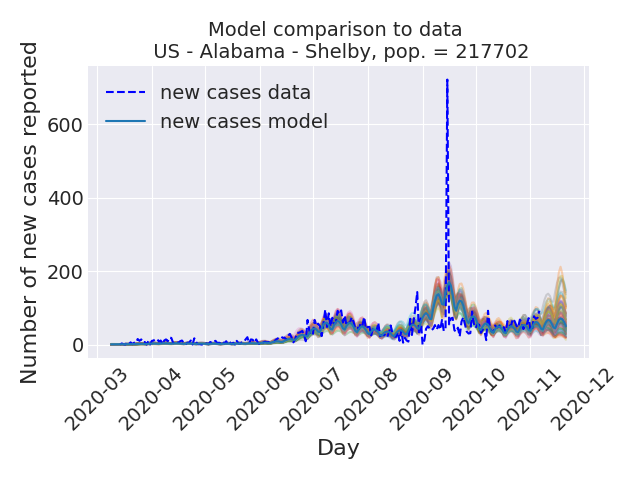 Model comparison to data
US - Alabama - Shelby, pop. = 217702
Number of new cases reported
new cases data
new cases model
600
400
200
0
2020-03
2020-04
2020-05
2020-06
2020-07
2020-08
2020-09
2020-10
2020-11
2020-12
Day